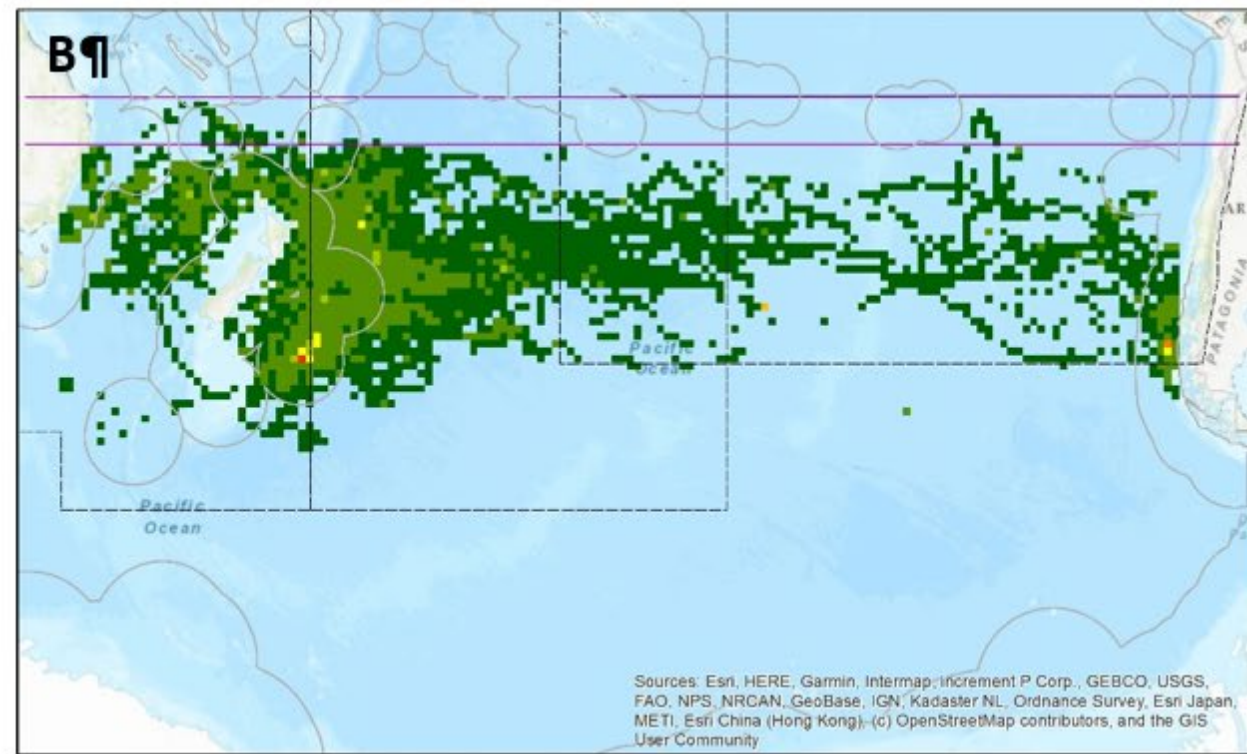 B¶
AR
PATAGONIA
Pacific
Ocean
Pacific
Ocean
Sources: Esri, HERE, Garmin, Intermap, increment P Corp., GEBCO, USGS,
FAO, NPS, NRCAN, GeoBase, IGN, Kadaster NL, Ordnance Survey, Esri Japan,
METI, Esri China (Hong Kong), (c) OpenStreetMap contributors, and the GIS
User Community